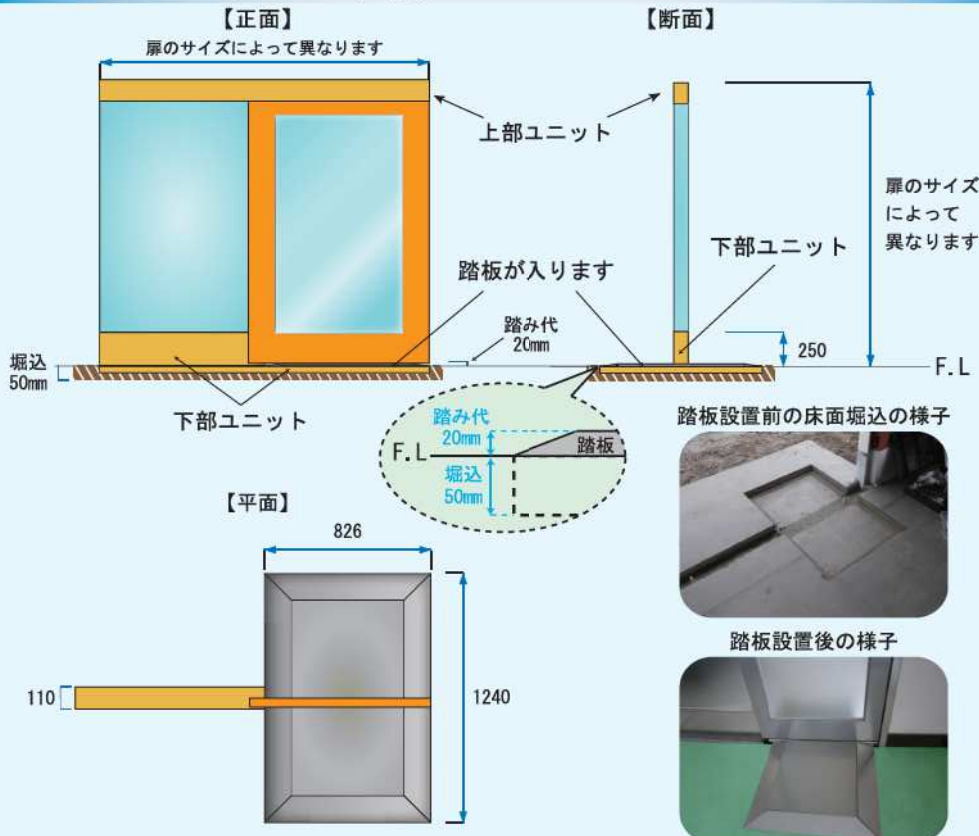 【正面】
扉のサイズによって異なります
【断面】
上部ユニット
扉のサイズ
によって
異なります
下部ユニット
踏板が入ります
踏み代
20mm
250
堀込
50mm
F.L
下部ユニット
踏み代
20mm
F.L
踏板
堀込
50mm
踏板設置前の床面堀込の様子
【平面】
826
110
1240
踏板設置後の様子